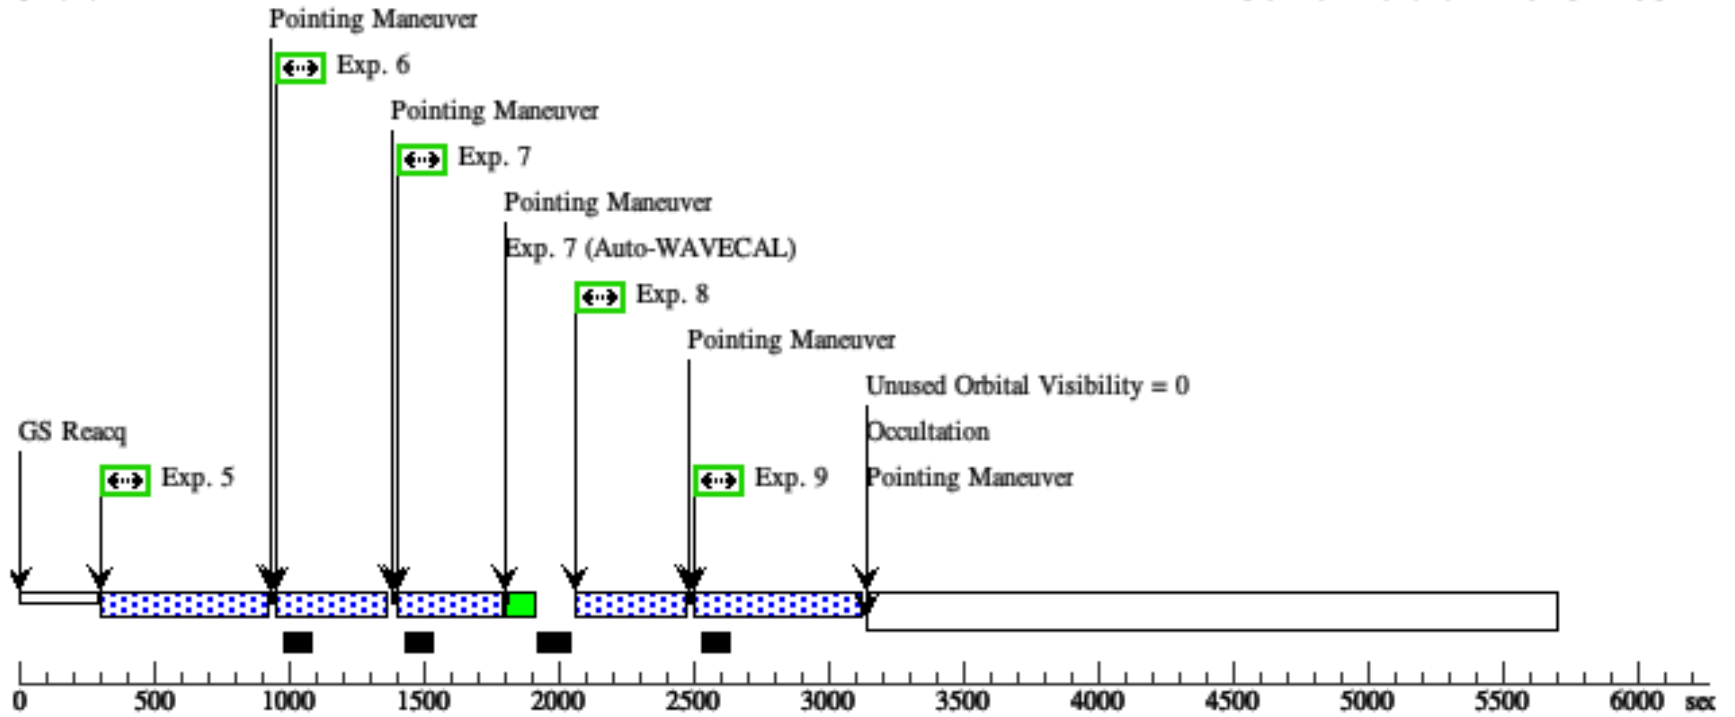 Pointing Maneuver
Exp. 6
Pointing Maneuver
Exp. 7
Pointing Maneuver
Exp. 7 (Auto-WAVECAL)
Exp. 8
Pointing Maneuver
Unused Orbital Visibility = 0
GS Reacq
Occultation
Exp. 5
Exp. 9
Pointing Maneuver
0 500 1000 1500 2000 2500 3000 3500 4000 4500 5000 5500 6000 sec